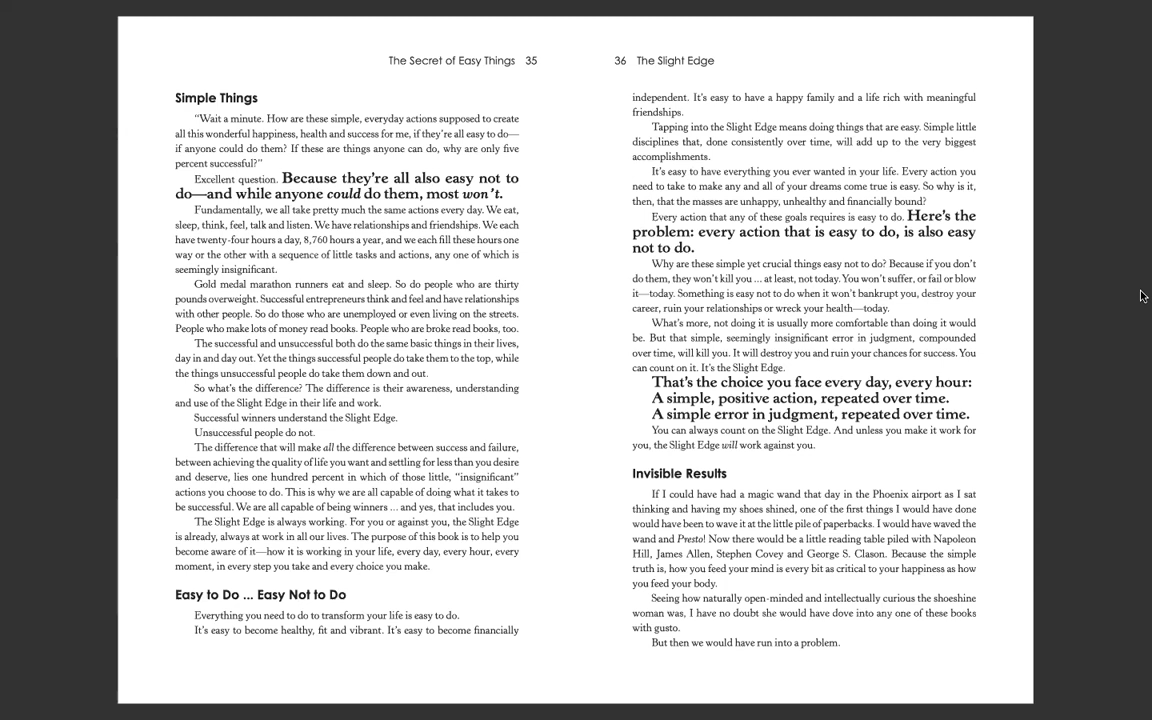 The Secret of Easy Things 35
Simple Things
“Wait a minute. How are these simple, everyday actions supposed to create
all this wonderful happiness, health and success for me, if they’re all easy to do—
if anyone could do them? If these are things anyone can do, why are only five
percent successful?”
Excellent question. Because they’re all also easy not to
do—and while anyone could do them, most won’t.
Fundamentally, we all take pretty much the same actions every day. We eat,
sleep, think, feel, talk and listen. We have relationships and friendships. We each
have twenty-four hours a day, 8,760 hours a year, and we each fill these hours one
way or the other with a sequence of little tasks and actions, any one of which is
seemingly insignificant.
Gold medal marathon runners eat and sleep. So do people who are thirty
pounds overweight. Successful entrepreneurs think and feel and have relationships
with other people. So do those who are unemployed or even living on the streets.
People who make lots of money read books. People who are broke read books, too.
The successful and unsuccessful both do the same basic things in their lives,
day in and day out. Yet the things successful people do take them to the top, while
the things unsuccessful people do take them down and out.
So what’s the difference? The difference is their awareness, understanding
and use of the Slight Edge in their life and work.
Successful winners understand the Slight Edge.
Unsuccessful people do not.
The difference that will make all the difference between success and failure,
between achieving the quality of life you want and settling for less than you desire
and deserve, lies one hundred percent in which of those little, “insignificant”
actions you choose to do. This is why we are all capable of doing what it takes to
be successful. We are all capable of being winners ... and yes, that includes you.
The Slight Edge is always working. For you or against you, the Slight Edge
is already, always at work in all our lives. The purpose of this book is to help you
become aware of it—how it is working in your life, every day, every hour, every
moment, in every step you take and every choice you make.
Easy to Do ... Easy Not to Do
Everything you need to do to transform your life is easy to do.
It’s easy to become healthy, fit and vibrant. It’s easy to become financially
36 The Slight Edge
independent. It’s easy to have a happy family and a life rich with meaningful
friendships.
Tapping into the Slight Edge means doing things that are easy. Simple little
disciplines that, done consistently over time, will add up to the very biggest
accomplishments.
It’s easy to have everything you ever wanted in your life. Every action you
need to take to make any and all of your dreams come true is easy. So why is it,
then, that the masses are unhappy, unhealthy and financially bound?
Every action that any of these goals requires is easy to do. Here’s the
problem: every action that is easy to do, is also easy
not to do.
Why are these simple yet crucial things easy not to do? Because if you don’t
do them, they won’t kill you ... at least, not today. You won’t suffer, or fail or blow
it—today. Something is easy not to do when it won’t bankrupt you, destroy your
career, ruin your relationships or wreck your health—today.
What’s more, not doing it is usually more comfortable than doing it would
be. But that simple, seemingly insignificant error in judgment, compounded
over time, will kill you. It will destroy you and ruin your chances for success. You
can count on it. It’s the Slight Edge.
That’s the choice you face every day, every hour:
A simple, positive action, repeated over time.
A simple error in judgment, repeated over time.
You can always count on the Slight Edge. And unless you make it work for
you, the Slight Edge will work against you.
Invisible Results
If I could have had a magic wand that day in the Phoenix airport as I sat
thinking and having my shoes shined, one of the first things I would have done
would have been to wave it at the little pile of paperbacks. I would have waved the
wand and Presto! Now there would be a little reading table piled with Napoleon
Hill, James Allen, Stephen Covey and George S. Clason. Because the simple
truth is, how you feed your mind is every bit as critical to your happiness as how
you feed your body.
Seeing how naturally open-minded and intellectually curious the shoeshine
woman was, I have no doubt she would have dove into any one of these books
with gusto.
But then we would have run into a problem.